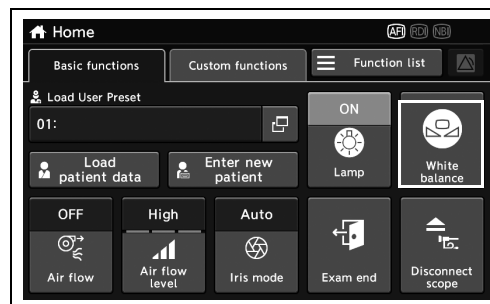 Home
AFI RDI NBI
Basic functions
Custom functions
Function list
Load User Preset
01:
Load patient data
Enter new patient
ON
Lamp
White balance
OFF
Air flow
High
Air flow level
Auto
Iris mode
Exam end
Disconnect scope